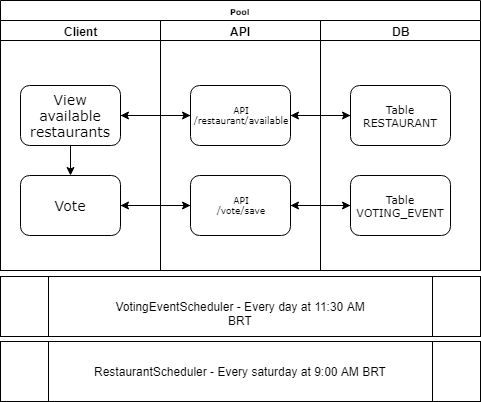 Pool
Client
API
DB
View
available
restaurants
API
/restaurant/available
Table
RESTAURANT
Vote
API
/vote/save
Table
VOTING_EVENT
VotingEventScheduler - Every day at 11:30 AM
BRT
RestaurantScheduler - Every saturday at 9:00 AM BRT